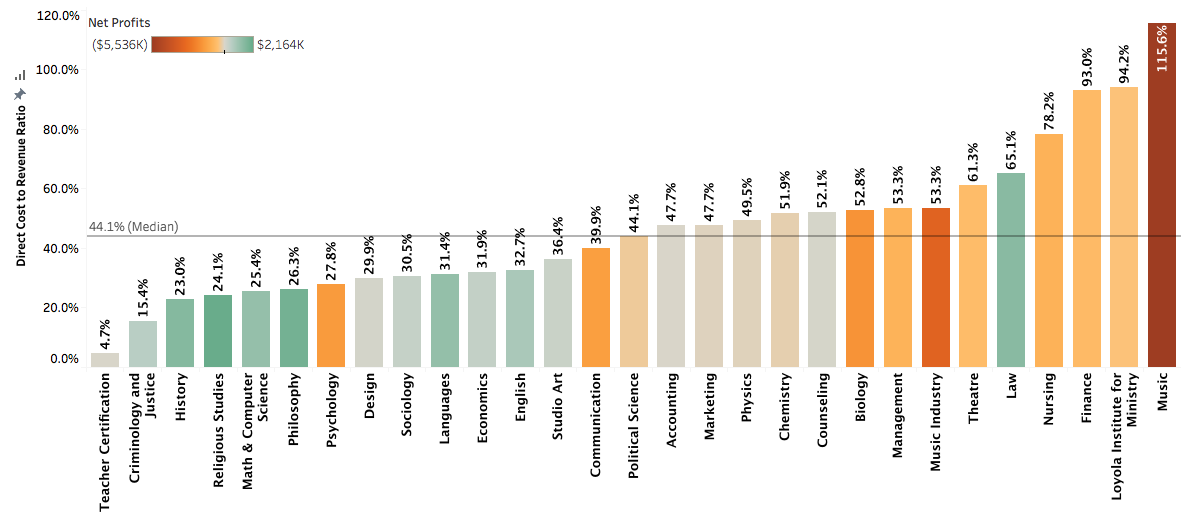 120.0%
100.0%
80.0%
60.0%
40.0%
20.0%
0.0%
Direct Cost to Revenue Ratio
Net Profits
($5,536K)
$2,164K
44.1% (Median)
4.7%
15.4%
23.0%
24.1%
25.4%
26.3%
27.8%
29.9%
30.5%
31.4%
31.9%
32.7%
36.4%
39.9%
44.1%
47.7%
47.7%
49.5%
51.9%
52.1%
52.8%
53.3%
53.3%
61.3%
65.1%
78.2%
93.0%
94.2%
115.6%
Teacher Certification
Criminology and
Justice
History
Religious Studies
Math & Computer
Science
Philosophy
Psychology
Design
Sociology
Languages
Economics
English
Studio Art
Communication
Political Science
Accounting
Marketing
Physics
Chemistry
Counseling
Biology
Management
Music Industry
Theatre
Law
Nursing
Finance
Loyola Institute for
Ministry
Music